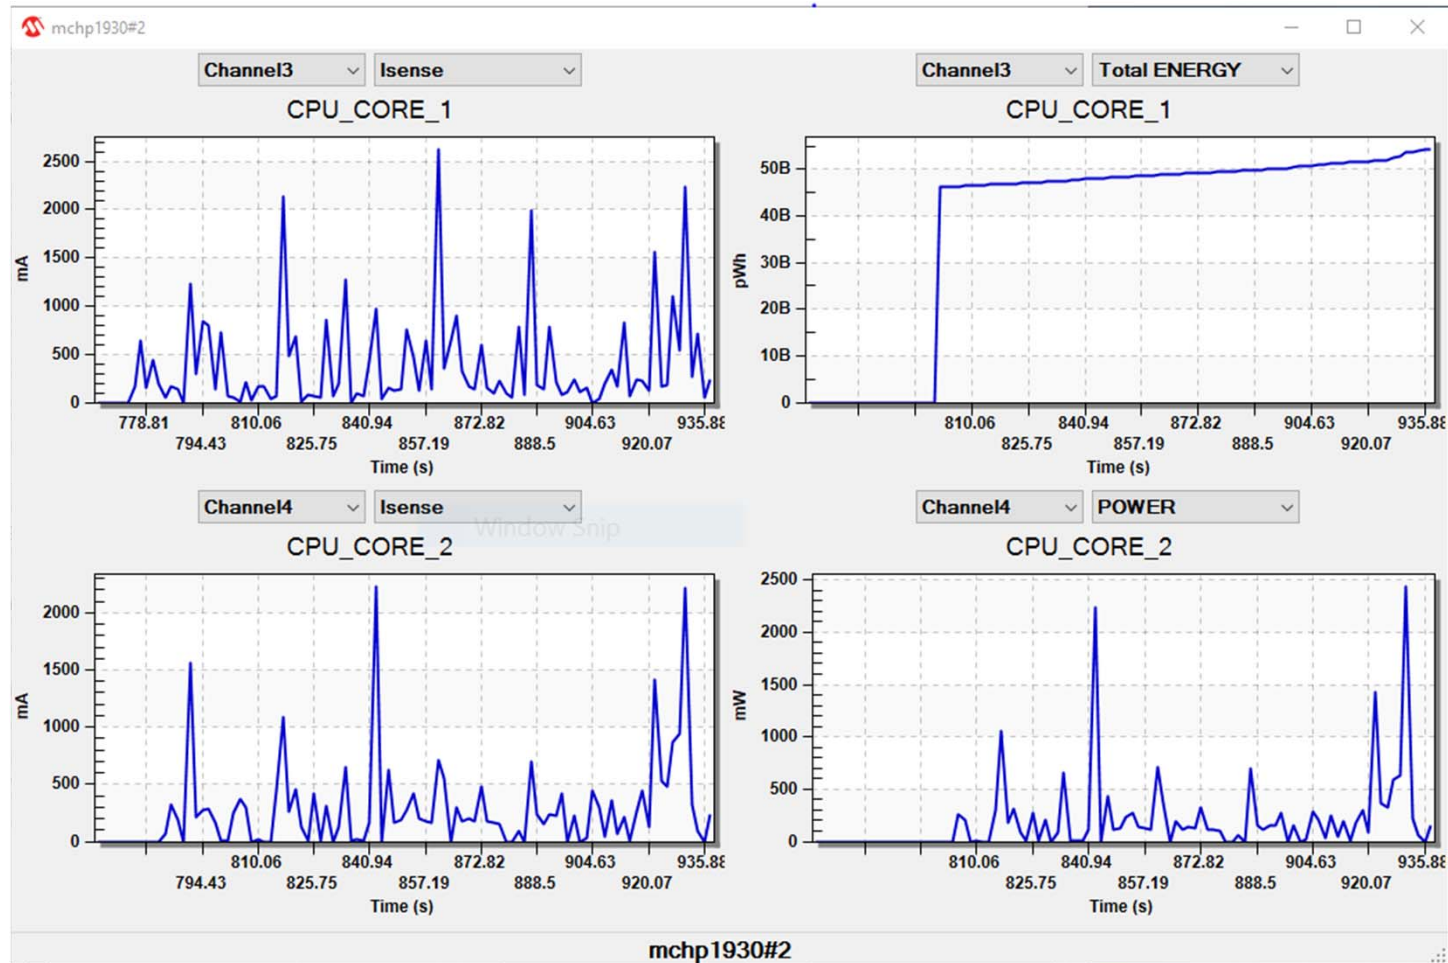 mchp1930#2
Channel3 Isense
CPU_CORE_1
2500
2000
1500
1000
500
0
mA
778.81 810.06 840.94 872.82 904.63 935.88
794.43 825.75 857.19 888.5 920.07
Time (s)
Channel3 Total ENERGY
CPU_CORE_1
50B
40B
30B
20B
10B
0
pWh
810.06 840.94 872.82 904.63 935.88
825.75 857.19 888.5 920.07
Time (s)
Channel4 Isense
Window Snip
CPU_CORE_2
2000
1500
1000
500
0
mA
810.06 840.94 872.82 904.63 935.88
794.43 825.75 857.19 888.5 920.07
Time (s)
Channel4 POWER
CPU_CORE_2
2500
2000
1500
1000
500
0
mW
810.06 840.94 872.82 904.63 935.88
825.75 857.19 888.5 920.07
Time (s)
mchp1930#2